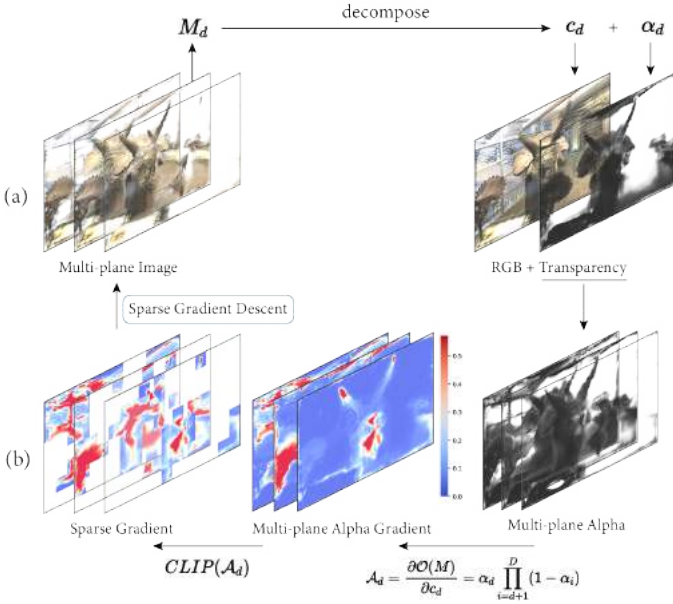 decompose
M_d
c_d + α_d
(a)
Multi-plane Image
RGB + Transparency
Sparse Gradient Descent
0.5
0.4
0.3
0.2
0.1
0.0
(b)
Sparse Gradient
Multi-plane Alpha Gradient
Multi-plane Alpha
CLIP(𝒜_d)
𝒜_d = ∂𝒪(M)/∂c_d = α_d ∏_{i=d+1}^{D} (1 − α_i)